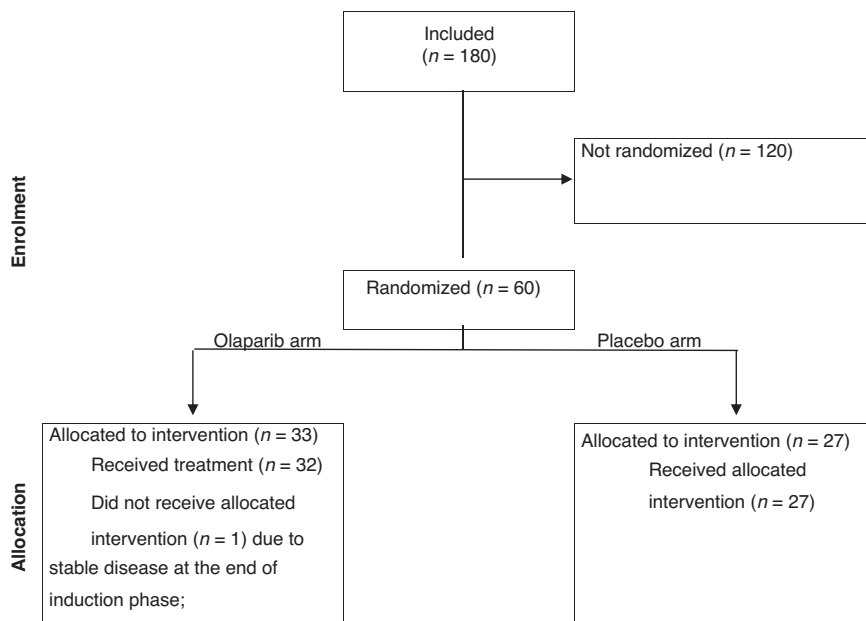 Included
(n = 180)
Enrolment
Not randomized (n = 120)
Randomized (n = 60)
Olaparib arm
Placebo arm
Allocation
Allocated to intervention (n = 33)
Received treatment (n = 32)
Did not receive allocated
intervention (n = 1) due to
stable disease at the end of
induction phase;
Allocated to intervention (n = 27)
Received allocated
intervention (n = 27)